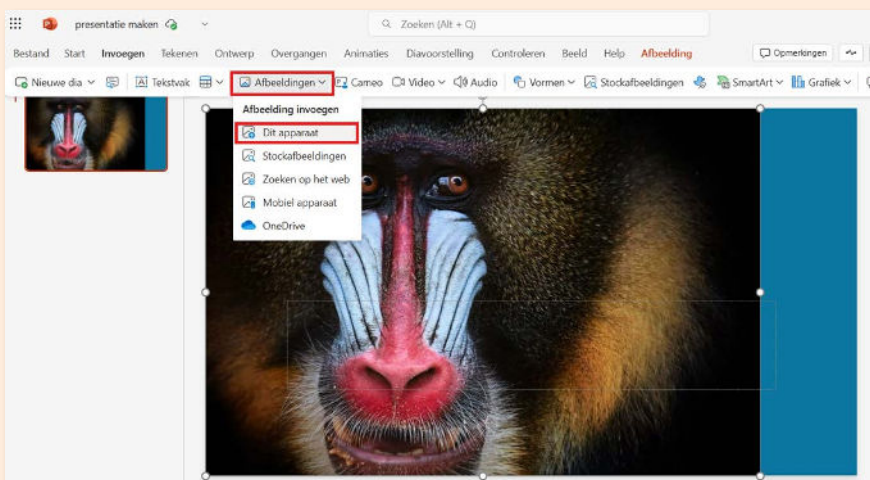 presentatie maken
Zoeken (Alt + Q)
Bestand Start Invoegen Tekenen Ontwerp Overgangen Animaties Diavoorstelling Controleren Beeld Help Afbeelding Opmerkingen
Nieuwe dia Tekstvak Afbeeldingen Cameo Video Audio Vormen Stockafbeeldingen SmartArt Grafiek
1
Afbeelding invoegen
Dit apparaat
Stockafbeeldingen
Zoeken op het web
Mobiel apparaat
OneDrive